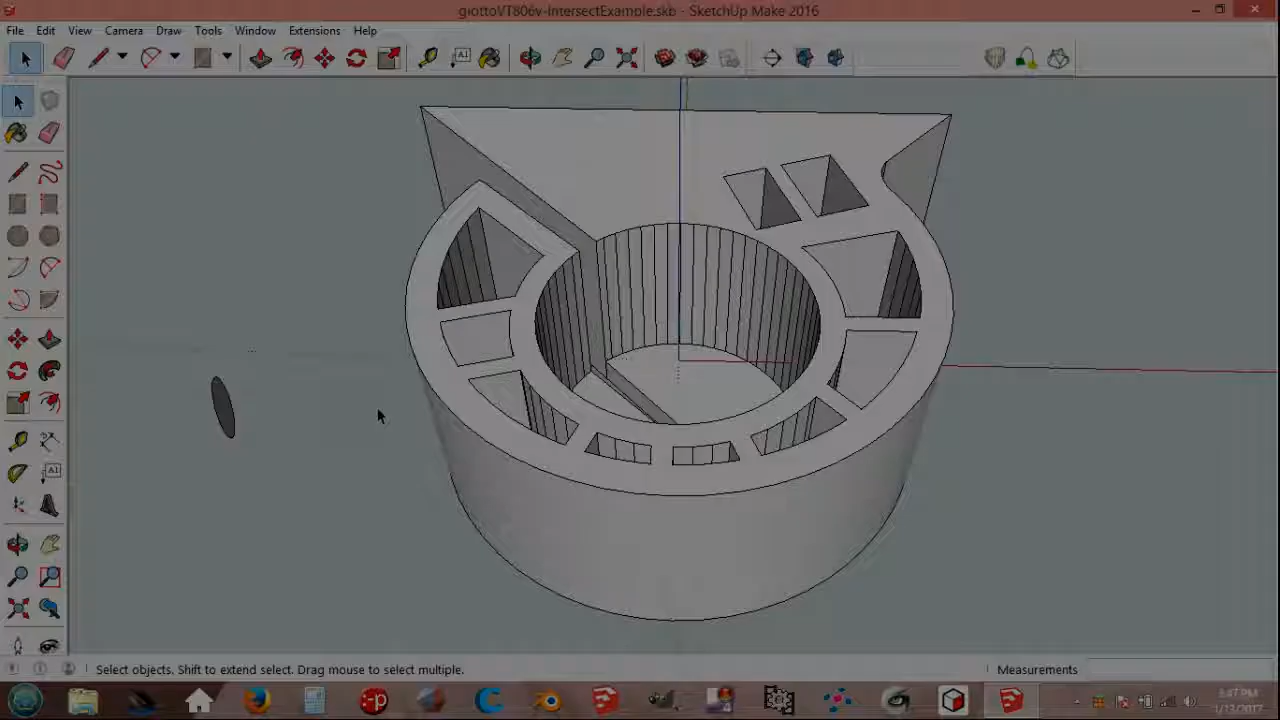 giottoVT806v-IntersectExample.skb - SketchUp Make 2016
File Edit View Camera Draw Tools Window Extensions Help
Select objects. Shift to extend select. Drag mouse to select multiple.
Measurements